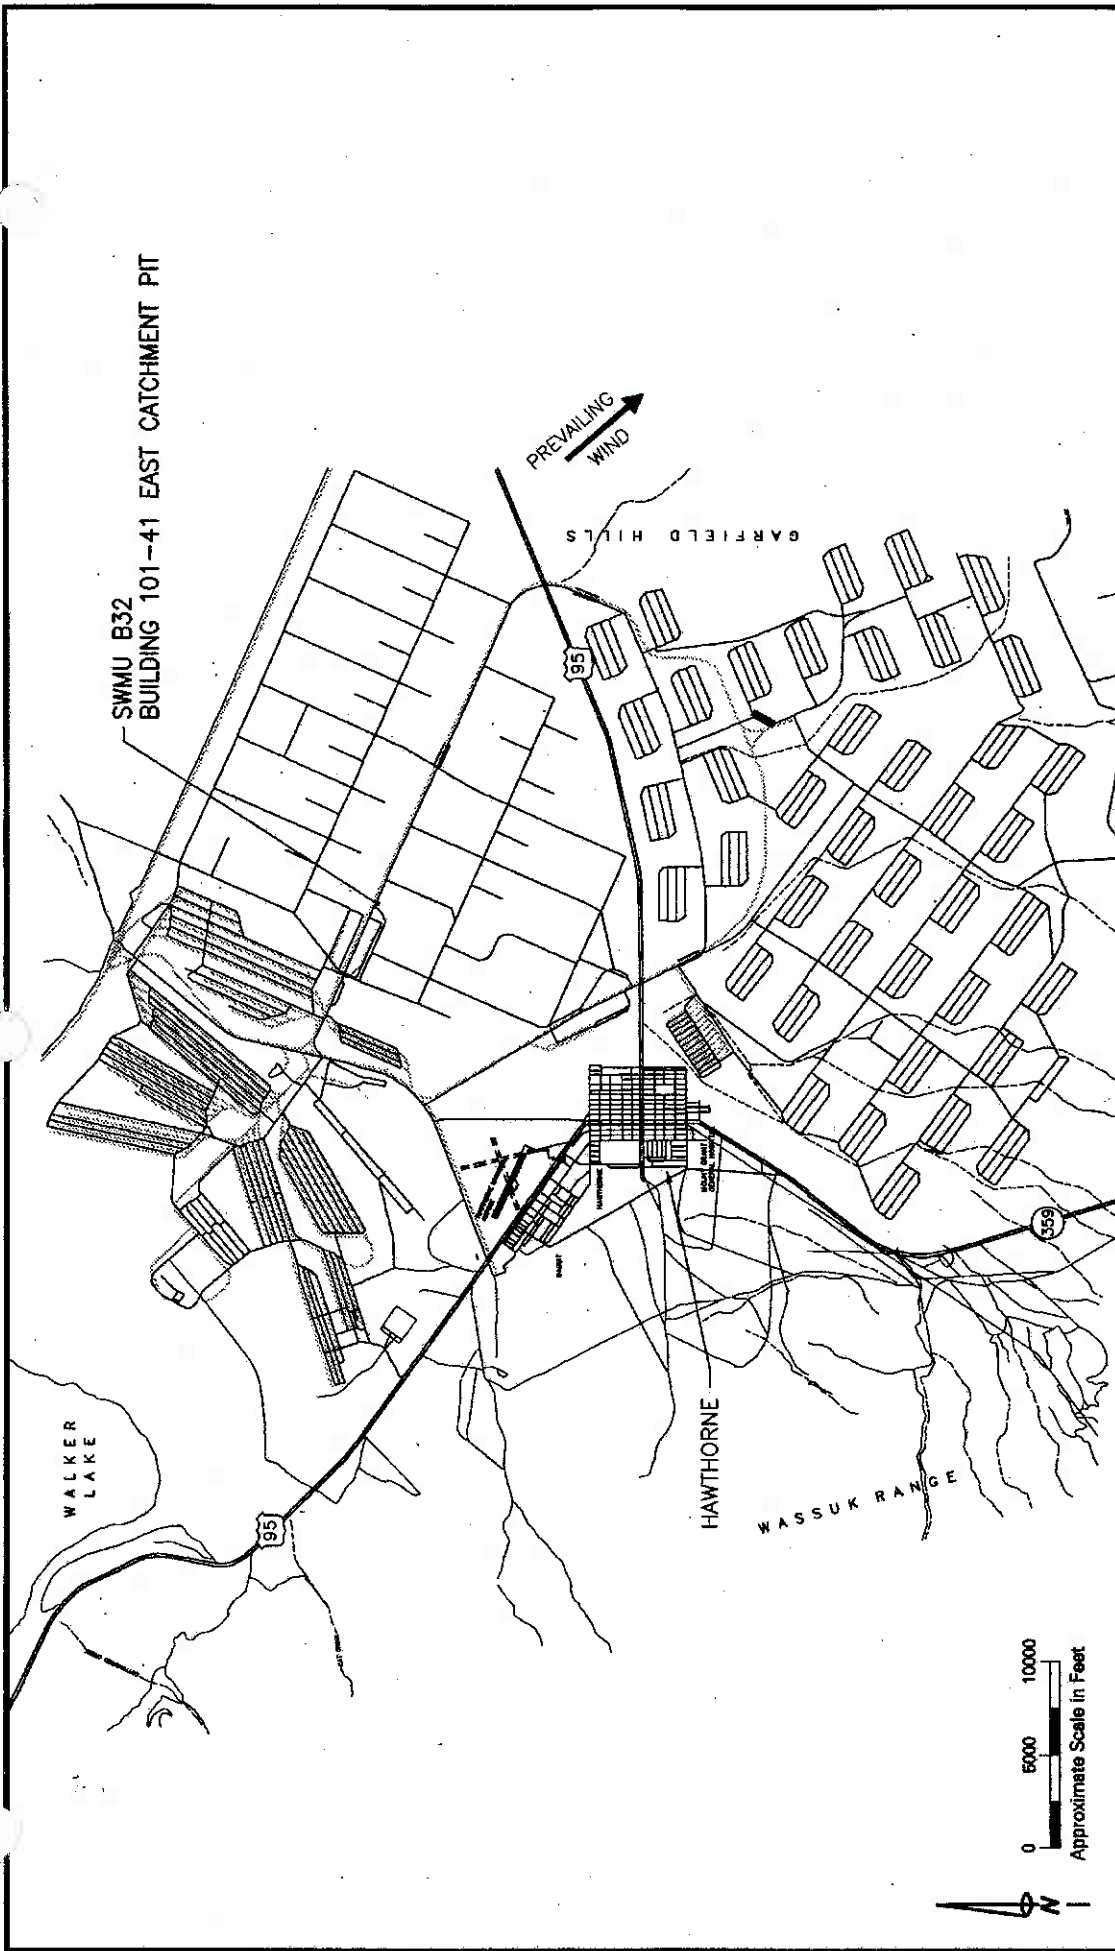 SWMU B32
BUILDING 101-41 EAST CATCHMENT PIT
WALKER
LAKE
95
PREVAILING
WIND
95
GARFIELD HILLS
HAWTHORNE
HAWTHORNE
WASSUK RANGE
359
0 5000 10000
Approximate Scale in Feet
N